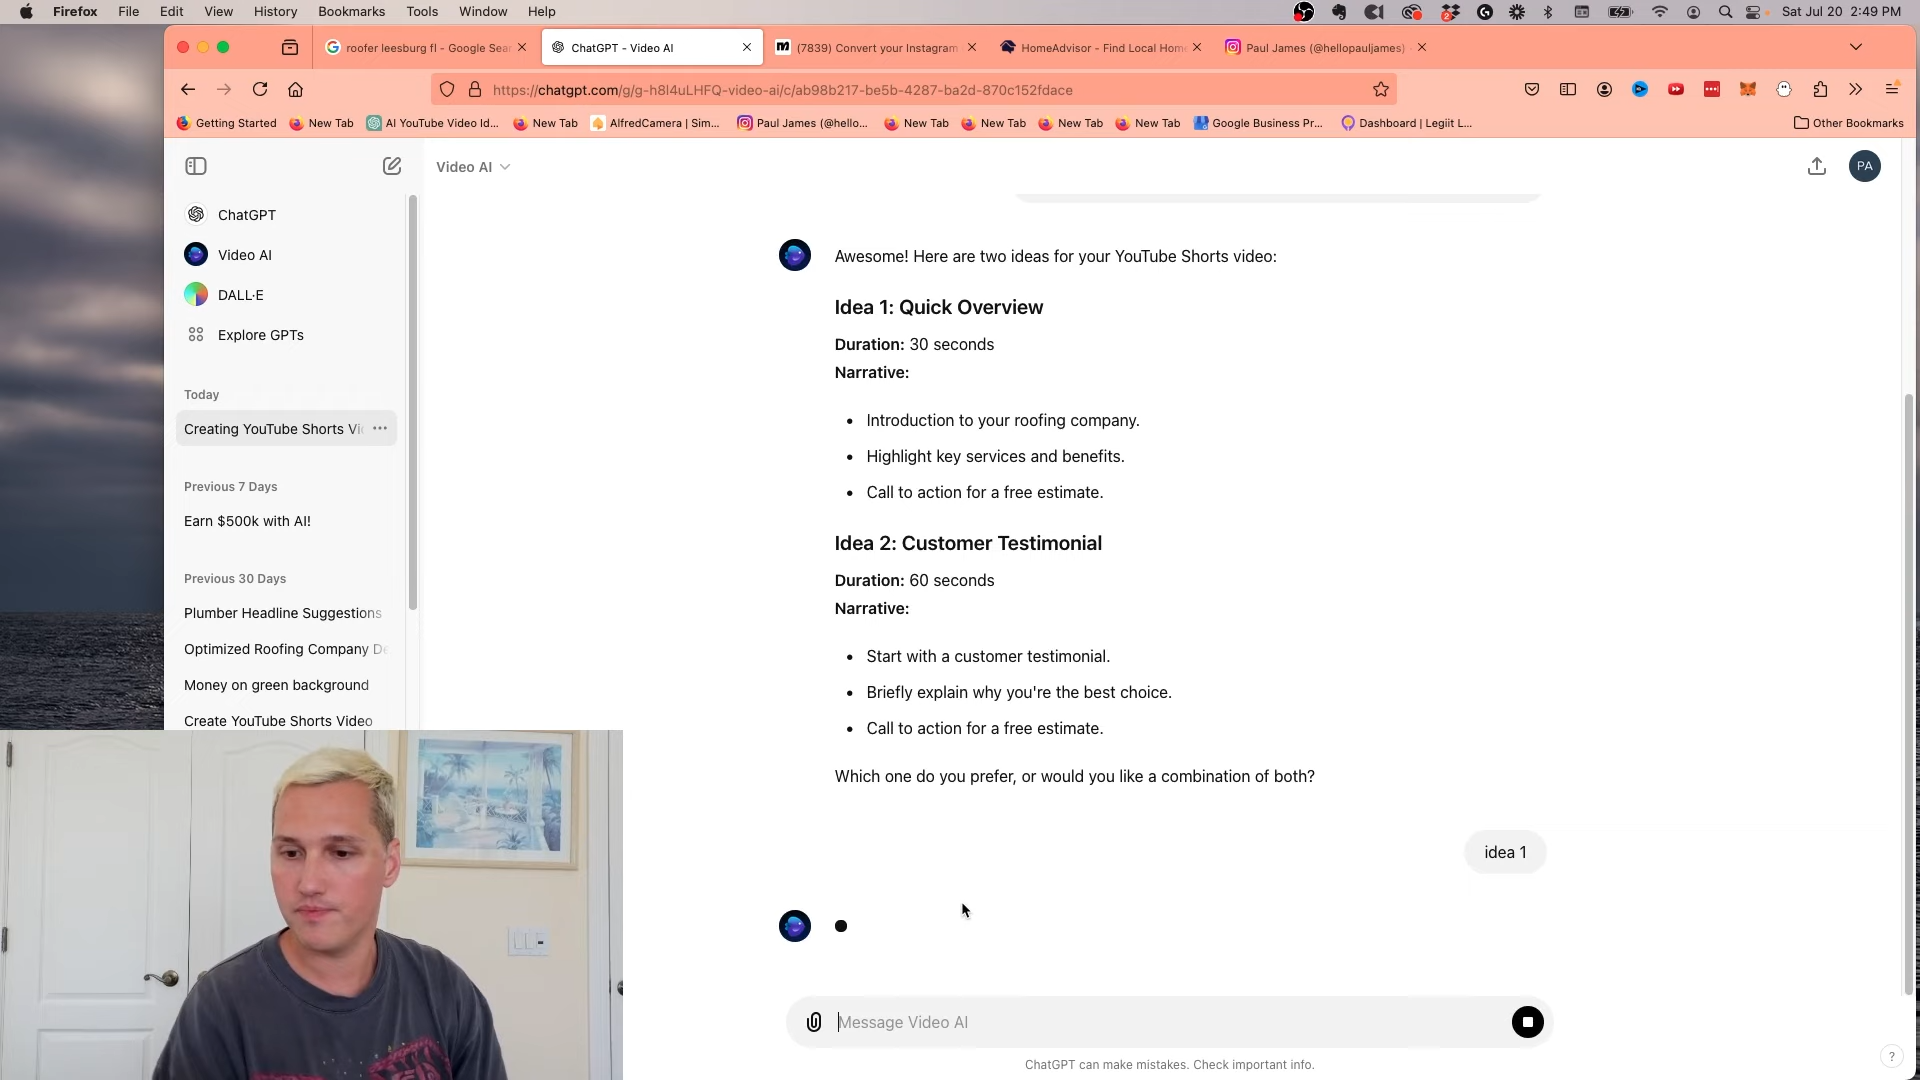 Firefox File Edit View History Bookmarks Tools Window Help
2
Sat Jul 20 2:49 PM
roofer leesburg fl - Google Sear
ChatGPT - Video AI
(7839) Convert your Instagram
HomeAdvisor - Find Local Home
Paul James (@hellopauljames)
https://chatgpt.com/g/g-h8l4uLHFQ-video-ai/c/ab98b217-be5b-4287-ba2d-870c152fdace
Getting Started
New Tab
AI YouTube Video Id...
New Tab
AlfredCamera | Sim...
Paul James (@hello...
New Tab
New Tab
New Tab
New Tab
Google Business Pr...
Dashboard | Legiit L...
Other Bookmarks
Video AI
PA
ChatGPT
Video AI
DALL·E
Explore GPTs
Today
Creating YouTube Shorts Vi
Previous 7 Days
Earn $500k with AI!
Previous 30 Days
Plumber Headline Suggestions
Optimized Roofing Company De
Money on green background
Create YouTube Shorts Video
Awesome! Here are two ideas for your YouTube Shorts video:
Idea 1: Quick Overview
Duration: 30 seconds
Narrative:
• Introduction to your roofing company.
• Highlight key services and benefits.
• Call to action for a free estimate.
Idea 2: Customer Testimonial
Duration: 60 seconds
Narrative:
• Start with a customer testimonial.
• Briefly explain why you're the best choice.
• Call to action for a free estimate.
Which one do you prefer, or would you like a combination of both?
idea 1
Message Video AI
ChatGPT can make mistakes. Check important info.
?